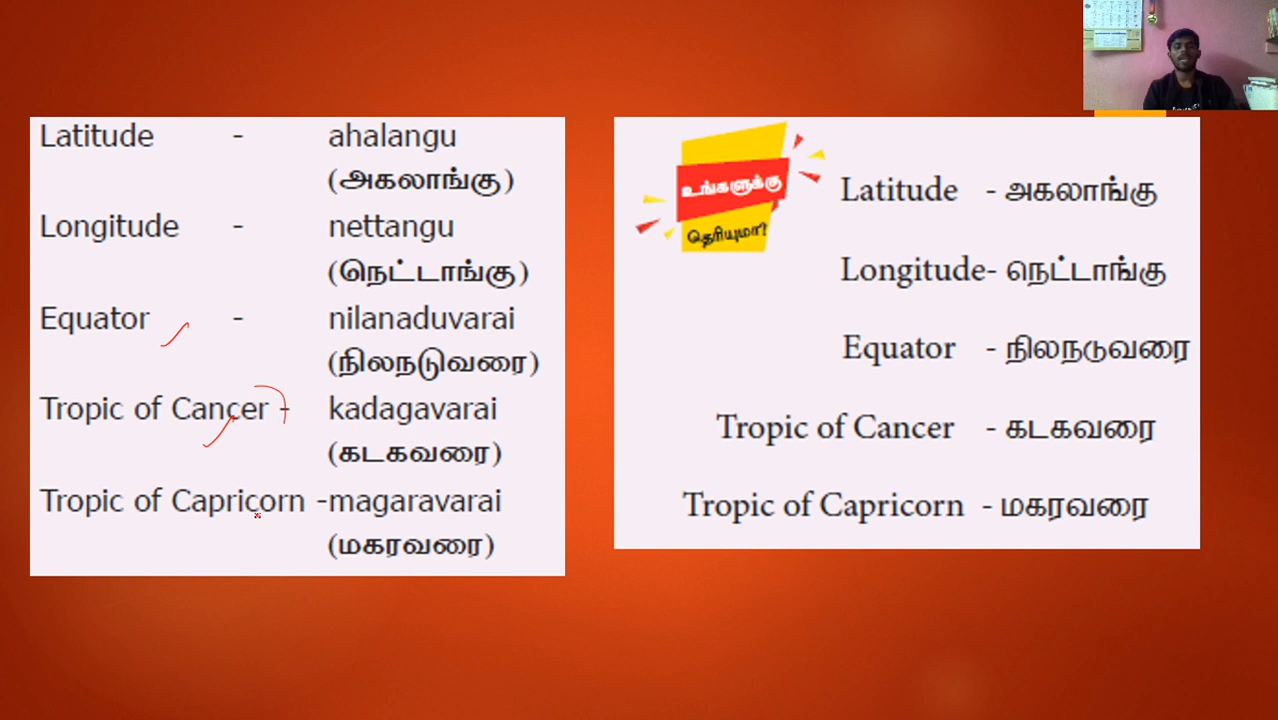 Latitude - ahalangu
(அகலாங்கு)
Longitude - nettangu
(நெட்டாங்கு)
Equator - nilanaduvarai
(நிலநடுவரை)
Tropic of Cancer - kadagavarai
(கடகவரை)
Tropic of Capricorn -magaravarai
(மகரவரை)
உங்களுக்கு
தெரியுமா?
Latitude - அகலாங்கு
Longitude- நெட்டாங்கு
Equator - நிலநடுவரை
Tropic of Cancer - கடகவரை
Tropic of Capricorn - மகரவரை